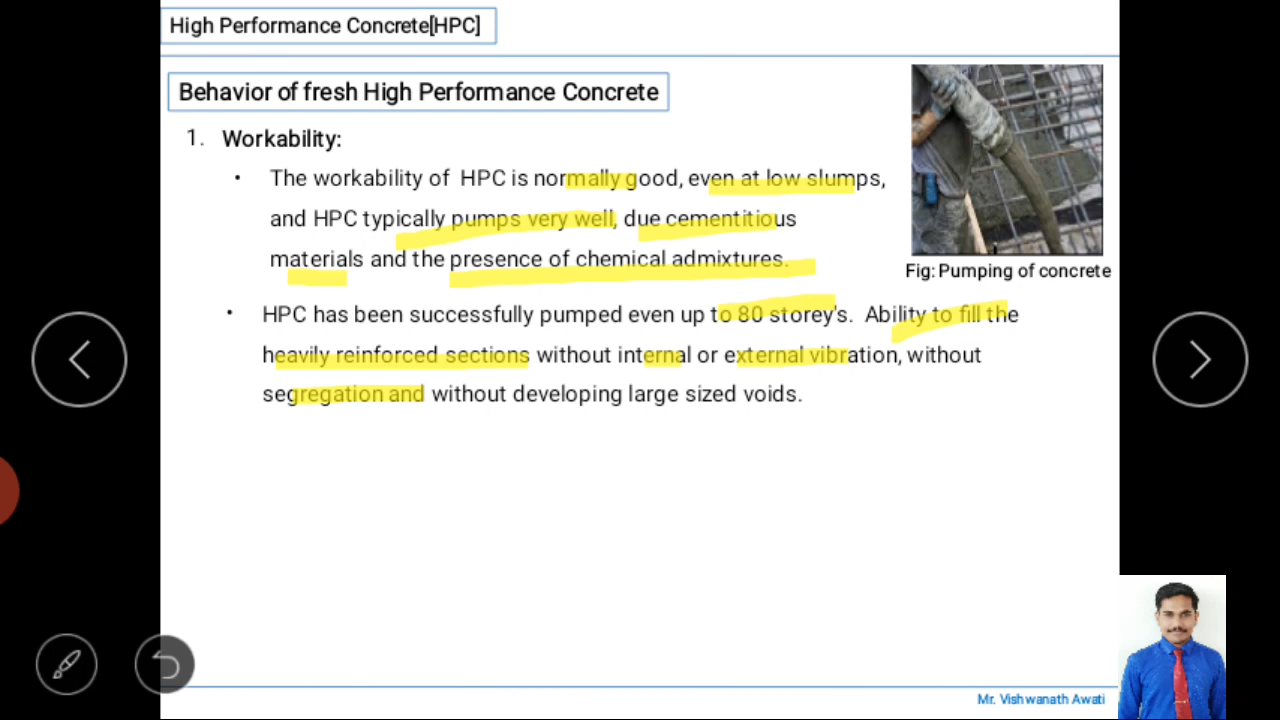 High Performance Concrete[HPC]
Behavior of fresh High Performance Concrete
1. Workability:
• The workability of HPC is normally good, even at low slumps,
and HPC typically pumps very well, due cementitious
materials and the presence of chemical admixtures.
Fig: Pumping of concrete
• HPC has been successfully pumped even up to 80 storey's. Ability to fill the
heavily reinforced sections without internal or external vibration, without
segregation and without developing large sized voids.
Mr. Vishwanath Awati